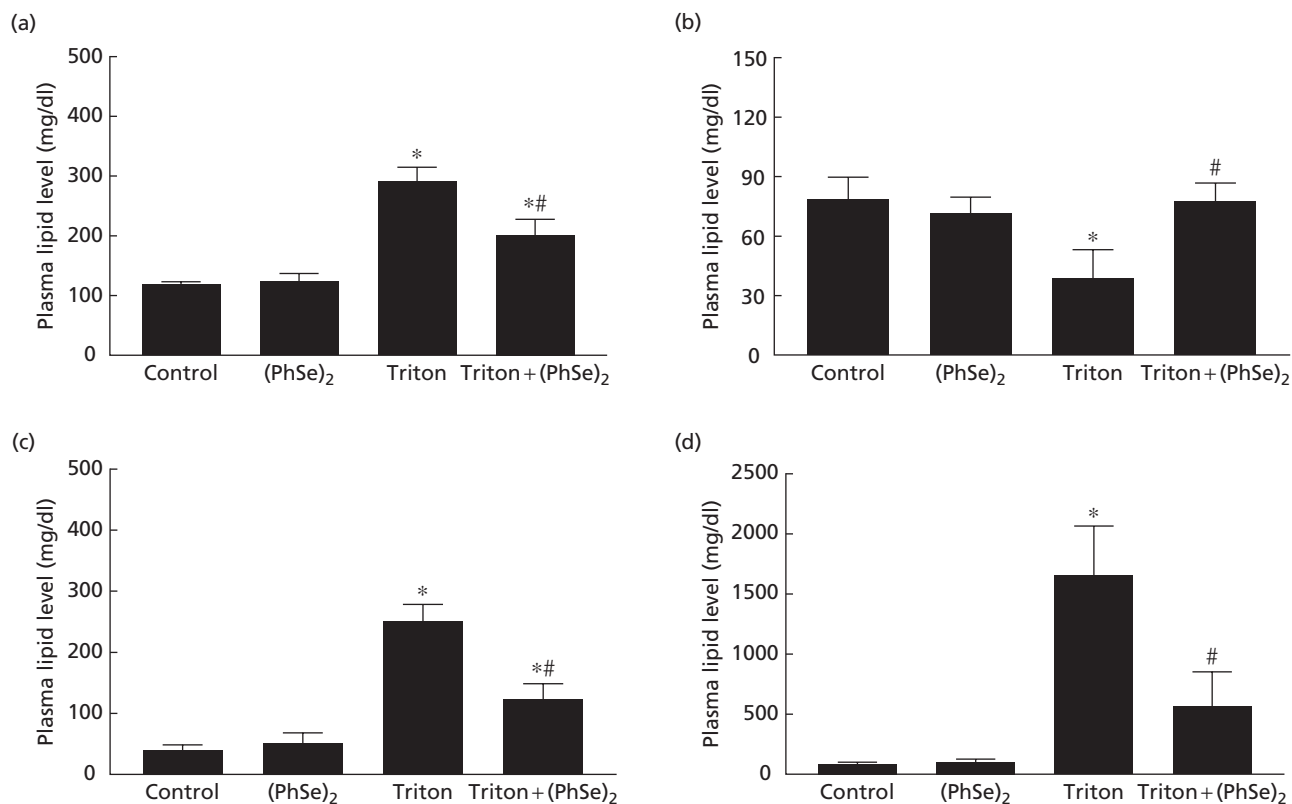 (a)
Plasma lipid level (mg/dl)
500
400
300
200
100
0
*
*#
Control
(PhSe)₂
Triton
Triton + (PhSe)₂
(b)
Plasma lipid level (mg/dl)
150
120
90
60
30
0
*
#
Control
(PhSe)₂
Triton
Triton + (PhSe)₂
(c)
Plasma lipid level (mg/dl)
500
400
300
200
100
0
*
*#
Control
(PhSe)₂
Triton
Triton + (PhSe)₂
(d)
Plasma lipid level (mg/dl)
2500
2000
1500
1000
500
0
*
#
Control
(PhSe)₂
Triton
Triton + (PhSe)₂